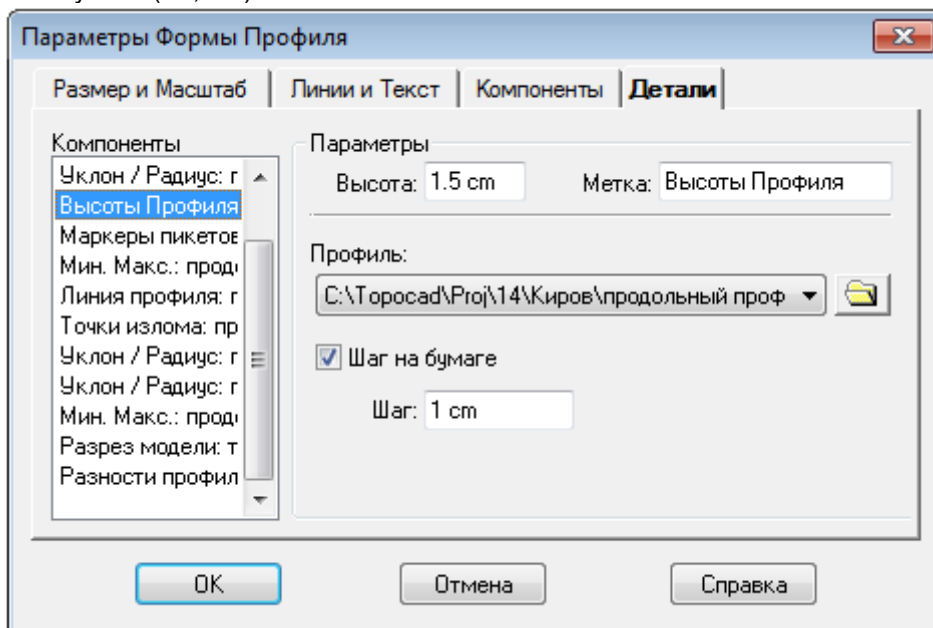 Параметры Формы Профиля
Размер и Масштаб
Линии и Текст
Компоненты
Детали
Компоненты
Уклон / Радиус: г
Высоты Профиля
Маркеры пикетов
Мин. Макс.: прод
Линия профиля: г
Точки излома: пр
Уклон / Радиус: г
Уклон / Радиус: г
Мин. Макс.: прод
Разрез модели: т
Разности профил
Параметры
Высота: 1.5 cm
Метка: Высоты Профиля
Профиль:
C:\Topocad\Proj\14\Киров\продольный проф
Шаг на бумаге
Шаг: 1 cm
OK
Отмена
Справка